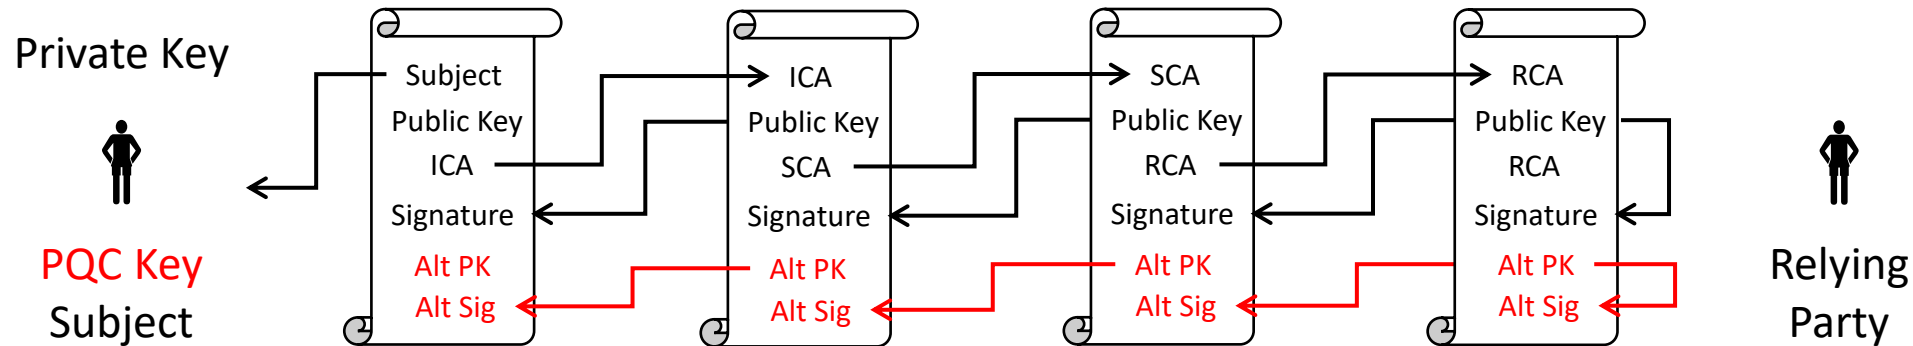 Private Key
PQC Key
Subject
Subject
Public Key
ICA
Signature
Alt PK
Alt Sig
ICA
Public Key
SCA
Signature
Alt PK
Alt Sig
SCA
Public Key
RCA
Signature
Alt PK
Alt Sig
RCA
Public Key
RCA
Signature
Alt PK
Alt Sig
Relying
Party